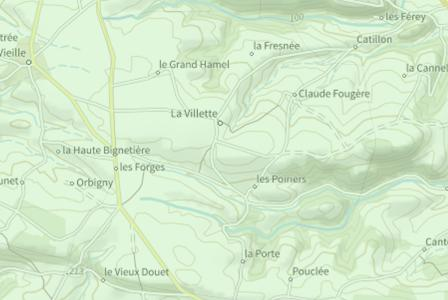 les Férey
100
trée
Catillon
la Fresnée
Vieille
le Grand Hamel
la Cannel
Claude Fougère
La Villette
la Haute Bignetière
les Forges
unet
Orbigny
les Poiriers
la Porte
Cant
213
le Vieux Douet
Pouclée